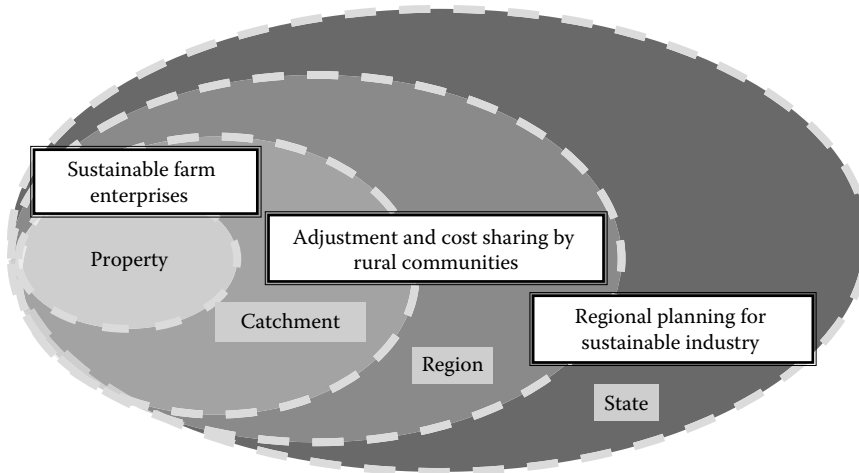 Sustainable farm
enterprises
Adjustment and cost sharing by
rural communities
Property
Regional planning for
sustainable industry
Catchment
Region
State